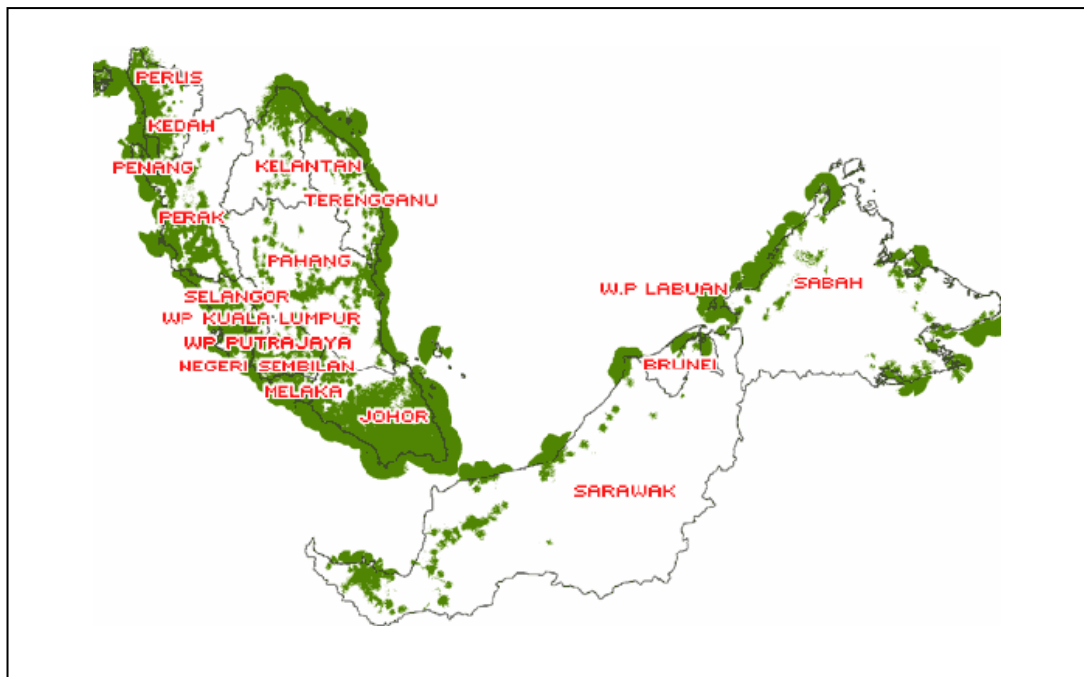 PERLIS
KEDAH
PENANG
KELANTAN
TERENGGANU
PERAK
PAHANG
SELANGOR
WP KUALA LUMPUR
WP PUTRAJAYA
NEGERI SEMBILAN
MELAKA
JOHOR
W.P LABUAN
SABAH
BRUNEI
SARAWAK